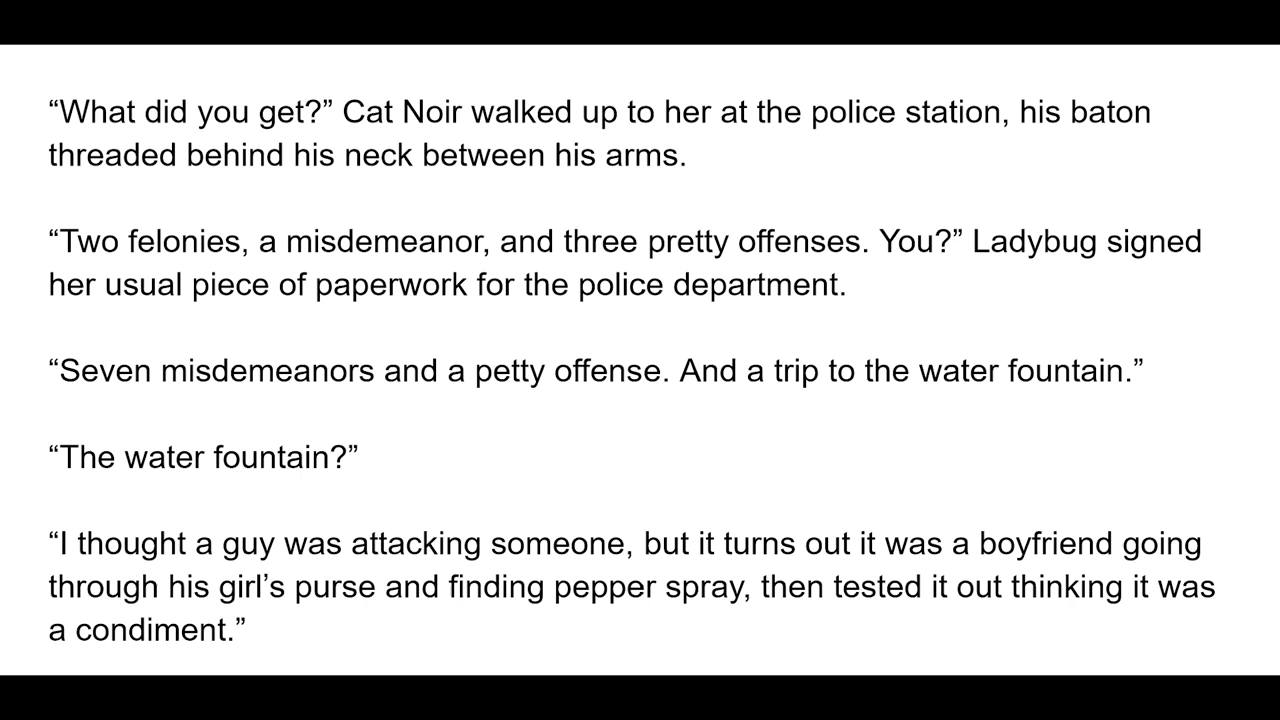 “What did you get?” Cat Noir walked up to her at the police station, his baton
threaded behind his neck between his arms.
“Two felonies, a misdemeanor, and three pretty offenses. You?” Ladybug signed
her usual piece of paperwork for the police department.
“Seven misdemeanors and a petty offense. And a trip to the water fountain.”
“The water fountain?”
“I thought a guy was attacking someone, but it turns out it was a boyfriend going
through his girl’s purse and finding pepper spray, then tested it out thinking it was
a condiment.”